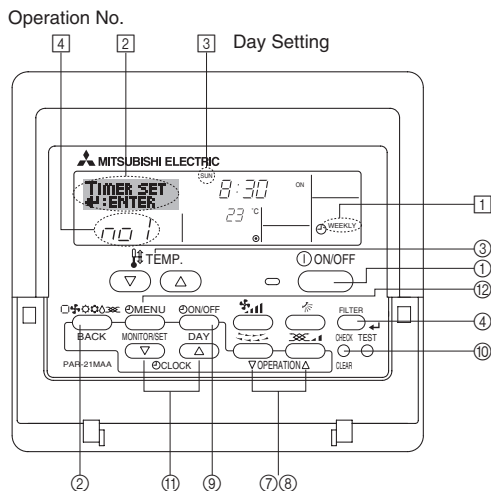 Operation No.
4 2 3 Day Setting
MITSUBISHI ELECTRIC
SUN
TIMER SET 8:30 ON
:ENTER
23 °C
WEEKLY 1
no 1
TEMP. ON/OFF ③
①
⑫
MENU ON/OFF FILTER
BACK MONITOR/SET DAY CHECK TEST ④
PAR-21MAA CLOCK ▽OPERATION△ CLEAR ⑩
② ⑪ ⑨ ⑦ ⑧